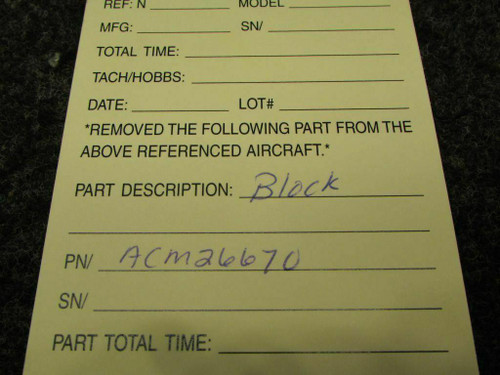 REF: N MODEL
MFG: SN/
TOTAL TIME:
TACH/HOBBS:
DATE: LOT#
*REMOVED THE FOLLOWING PART FROM THE
ABOVE REFERENCED AIRCRAFT.*
PART DESCRIPTION: Block
PN/ ACM26670
SN/
PART TOTAL TIME: